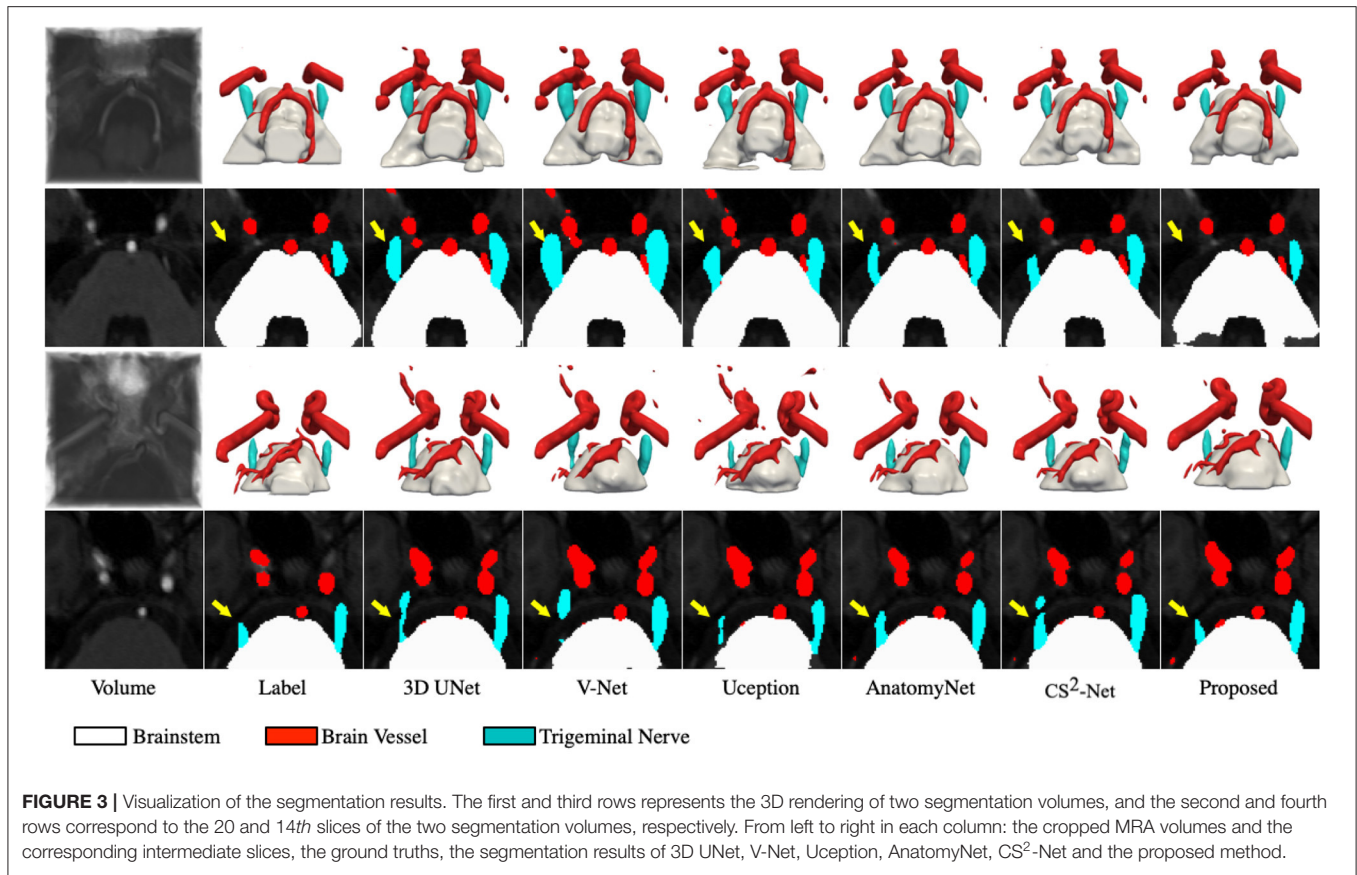 Volume Label 3D UNet V-Net Uception AnatomyNet CS²-Net Proposed
Brainstem Brain Vessel Trigeminal Nerve
FIGURE 3 | Visualization of the segmentation results. The first and third rows represents the 3D rendering of two segmentation volumes, and the second and fourth
rows correspond to the 20 and 14th slices of the two segmentation volumes, respectively. From left to right in each column: the cropped MRA volumes and the
corresponding intermediate slices, the ground truths, the segmentation results of 3D UNet, V-Net, Uception, AnatomyNet, CS²-Net and the proposed method.